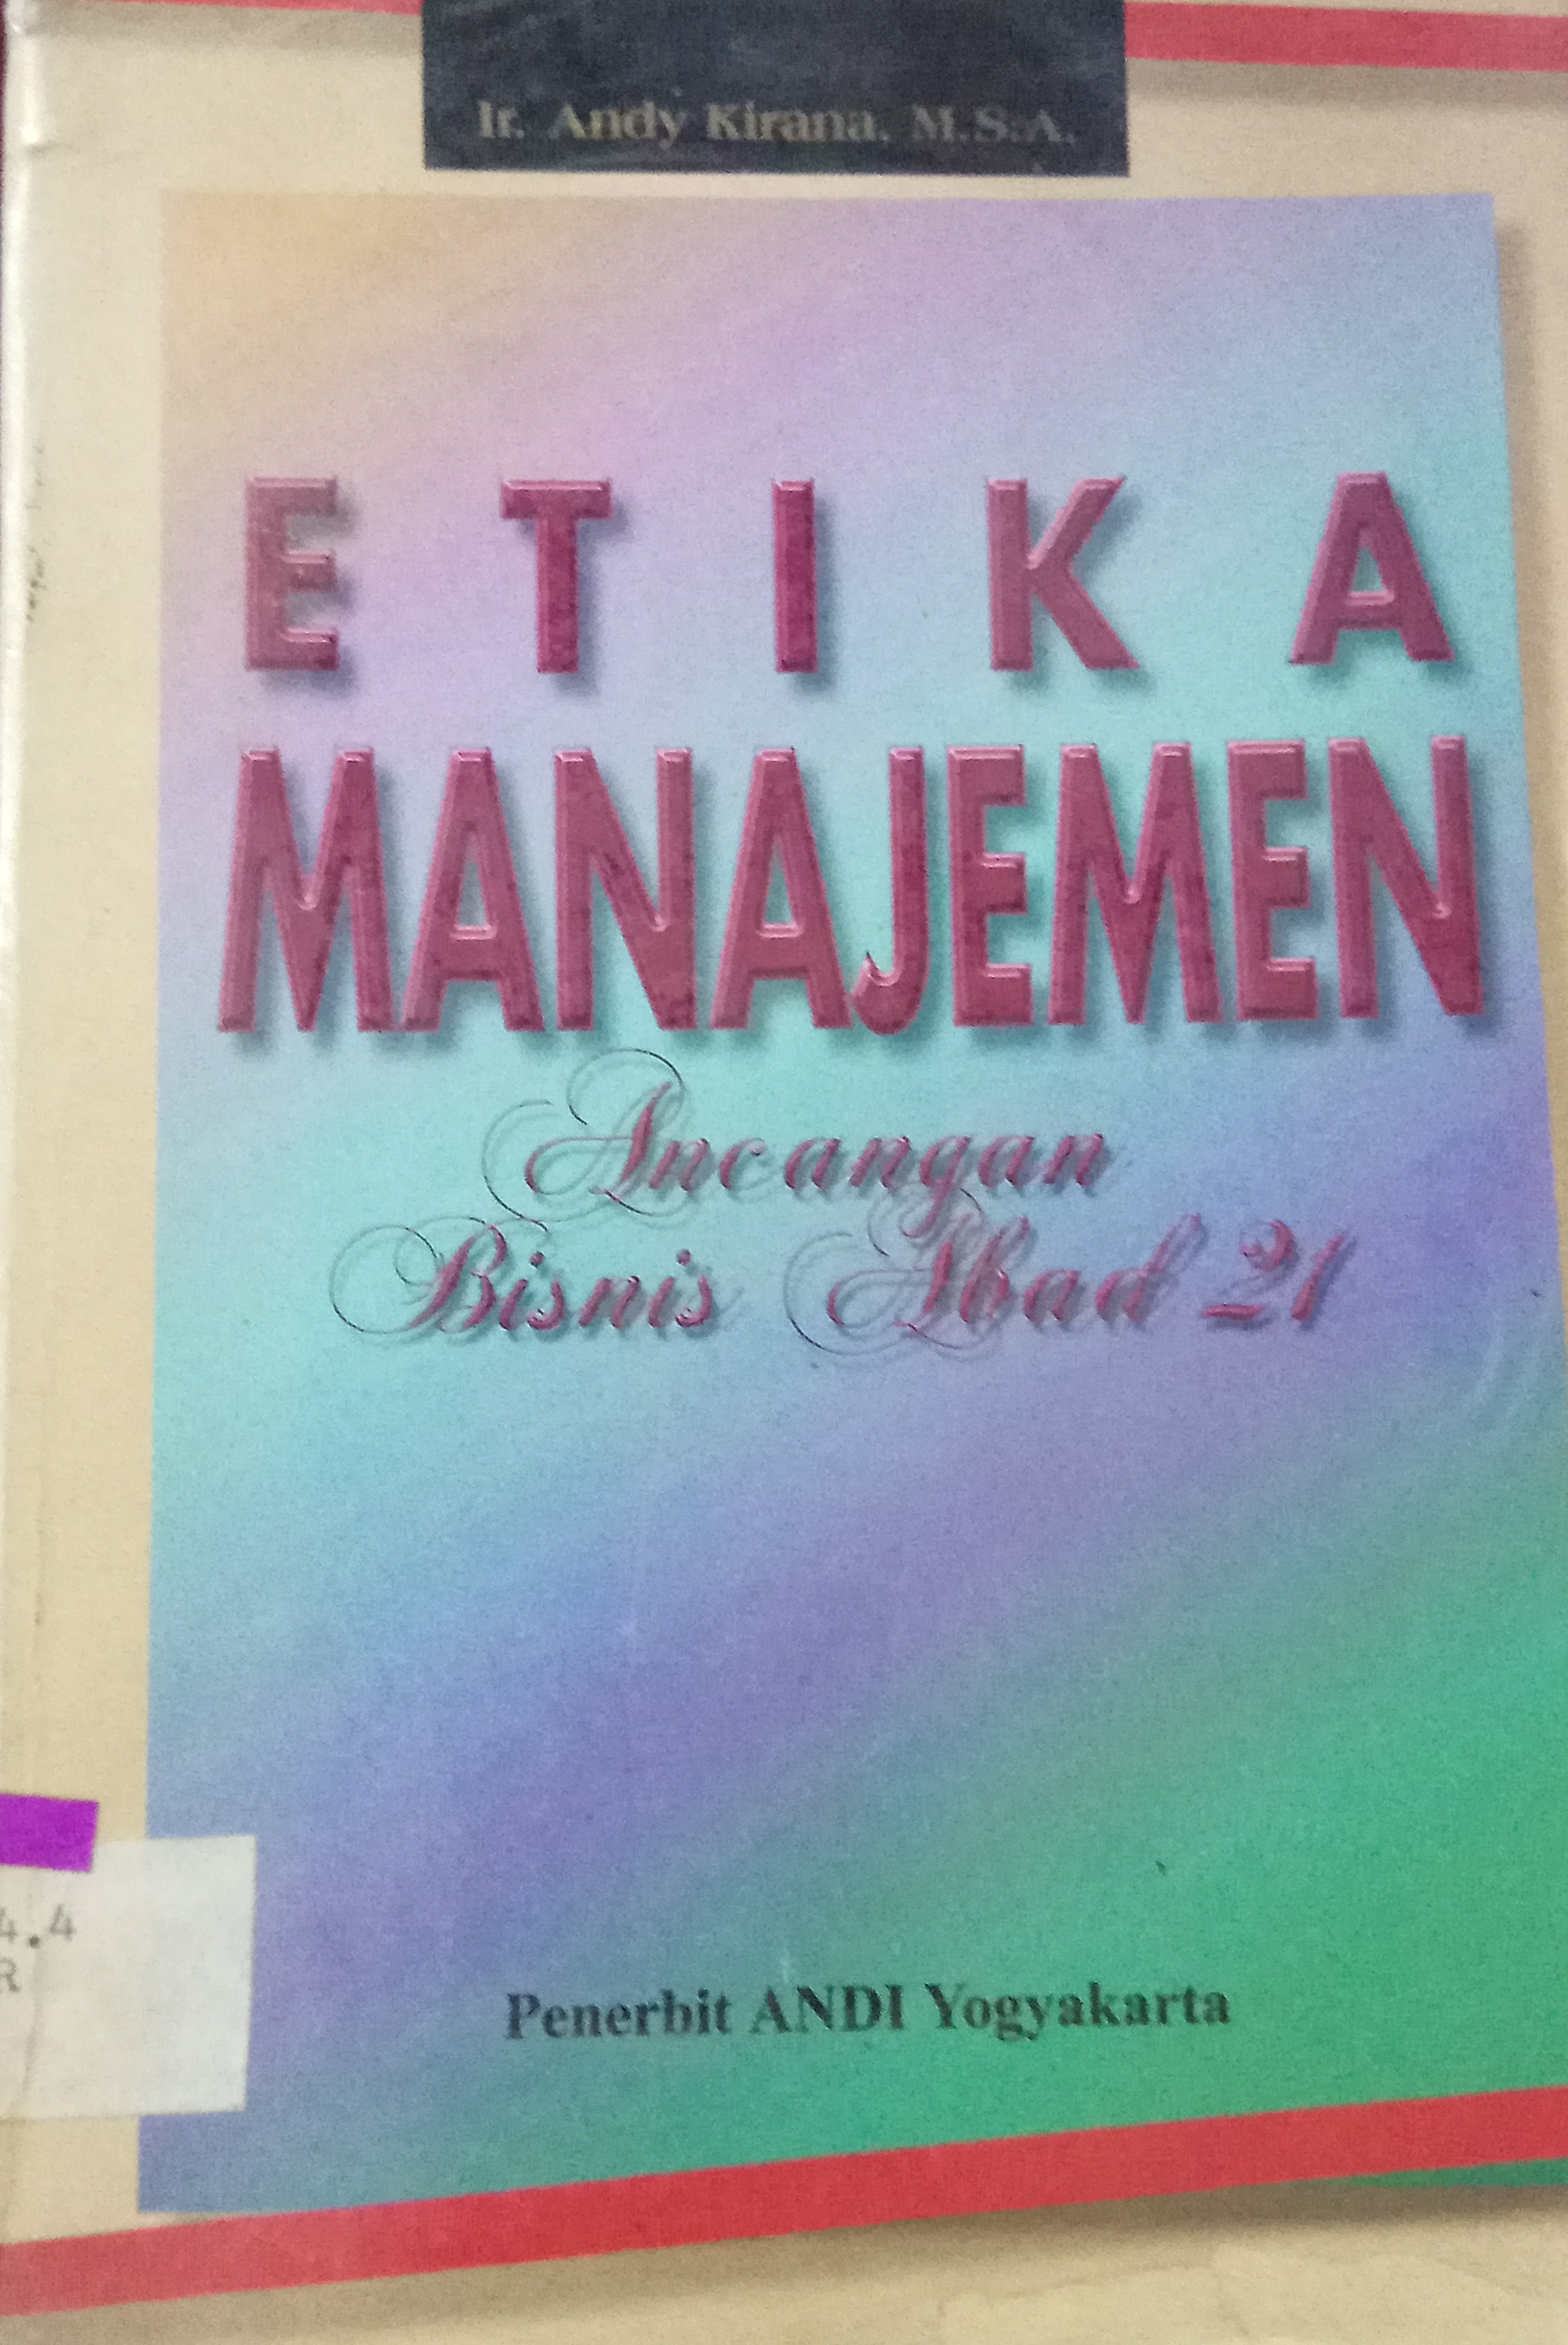 Ir. Andy Kirana, M.S.A.
ETIKA
MANAJEMEN
Ancangan
Bisnis Abad 21
4.4
R
Penerbit ANDI Yogyakarta